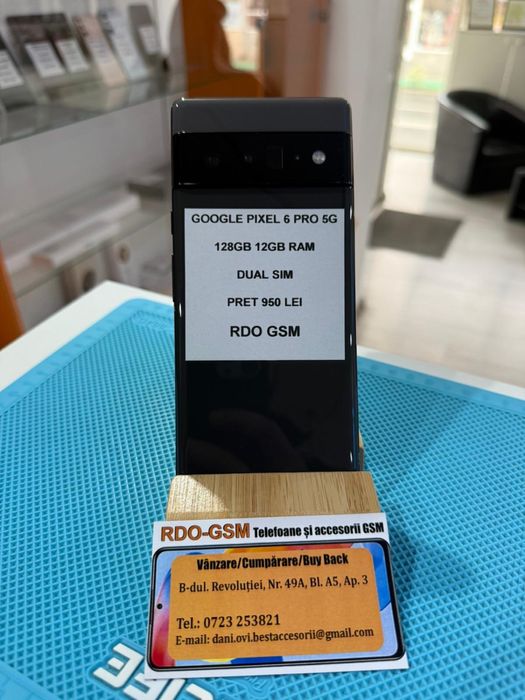 GOOGLE PIXEL 6 PRO 5G
128GB 12GB RAM
DUAL SIM
PRET 950 LEI
RDO GSM
RDO-GSM Telefoane și accesorii GSM
Vânzare/Cumpărare/Buy Back
B-dul. Revoluției, Nr. 49A, Bl. A5, Ap. 3
Tel.: 0723 253821
E-mail: dani.ovi.bestaccesorii@gmail.com